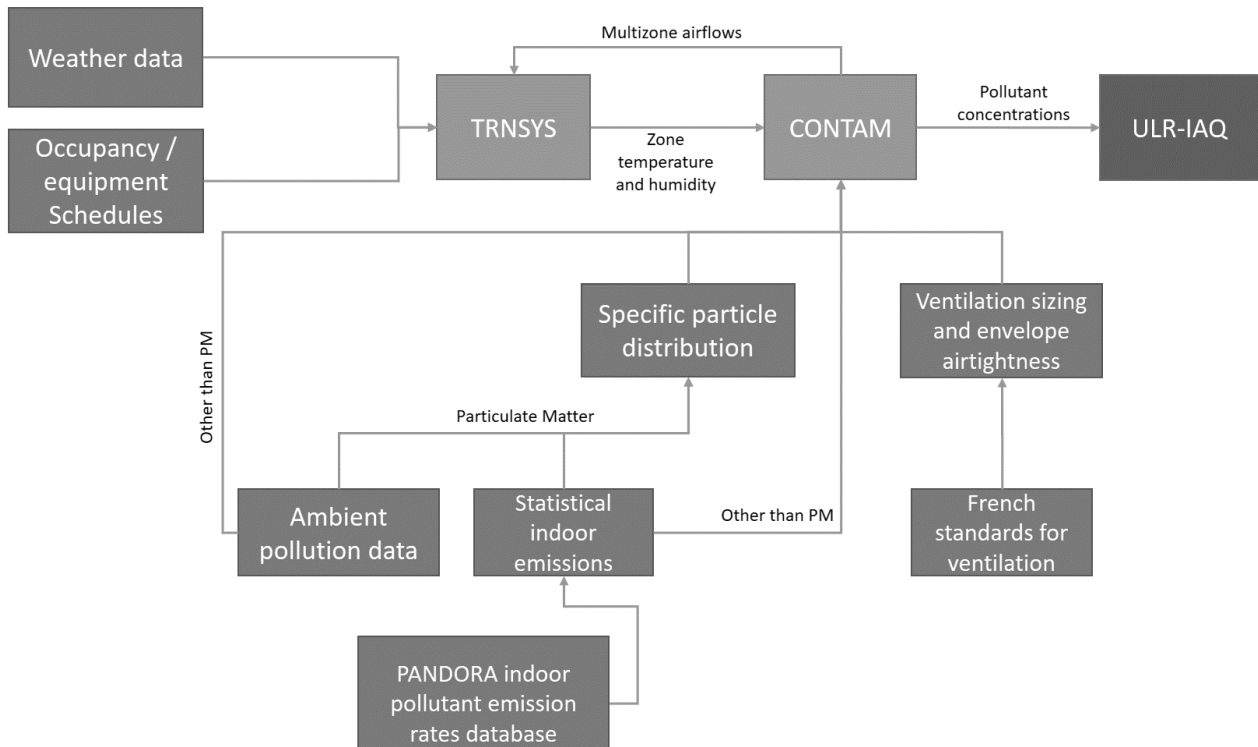 Weather data
Multizone airflows
TRNSYS
CONTAM
Pollutant
concentrations
ULR-IAQ
Occupancy /
equipment
Schedules
Zone
temperature
and humidity
Specific particle
distribution
Ventilation sizing
and envelope
airtightness
Other than PM
Particulate Matter
Ambient
pollution data
Statistical
indoor
emissions
Other than PM
French
standards for
ventilation
PANDORA indoor
pollutant emission
rates database